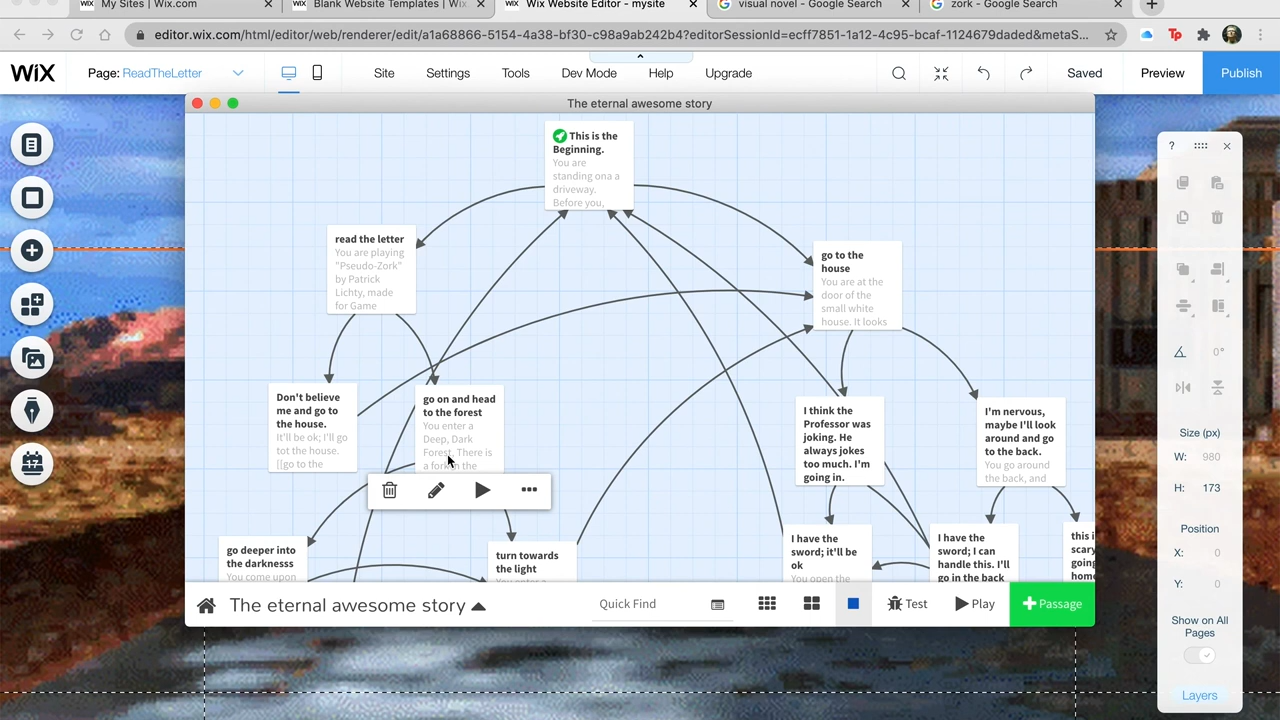 WiX My Sites | Wix.com
WiX Blank Website Templates | Wix
WiX Wix Website Editor - mysite
visual novel - Google Search
zork - Google Search
editor.wix.com/html/editor/web/renderer/edit/a1a68866-5154-4a38-bf30-c98a9ab242b4?editorSessionId=ecff7851-1a12-4c95-bcaf-1124679daded&metaS...
WiX Page: ReadTheLetter Site Settings Tools Dev Mode Help Upgrade Saved Preview Publish
The eternal awesome story
This is the
Beginning.
You are
standing ona a
driveway.
Before you,
read the letter
You are playing
"Pseudo-Zork"
by Patrick
Lichty, made
for Game
go to the
house
You are at the
door of the
small white
house. It looks
Don't believe
me and go to
the house.
It'll be ok; I'll go
tot the house.
[[go to the
go on and head
to the forest
You enter a
Deep, Dark
Forest. There is
a fork in the
I think the
Professor was
joking. He
always jokes
too much. I'm
going in.
I'm nervous,
maybe I'll look
around and go
to the back.
You go around
the back, and
go deeper into
the darknesss
You come upon
turn towards
the light
You enter a
I have the
sword; it'll be
ok
You open the
I have the
sword; I can
handle this. I'll
go in the back
this i
scary
going
home
The eternal awesome story
Quick Find
Test
Play
+Passage
?
0°
Size (px)
W: 980
H: 173
Position
X: 0
Y: 0
Show on All
Pages
Layers
17